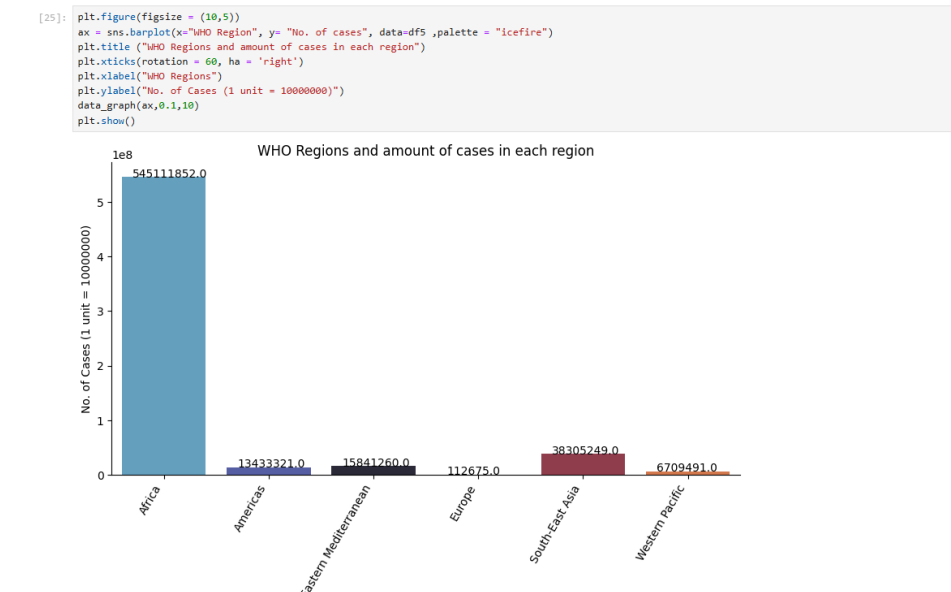 [25]:
plt.figure(figsize = (10,5))
ax = sns.barplot(x="WHO Region", y= "No. of cases", data=df5 ,palette = "icefire")
plt.title ("WHO Regions and amount of cases in each region")
plt.xticks(rotation = 60, ha = 'right')
plt.xlabel("WHO Regions")
plt.ylabel("No. of Cases (1 unit = 10000000)")
data_graph(ax,0.1,10)
plt.show()
WHO Regions and amount of cases in each region
1e8
545111852.0
5
4
3
2
1
0
No. of Cases (1 unit = 10000000)
13433321.0
15841260.0
112675.0
38305249.0
6709491.0
Africa
Americas
Eastern Mediterranean
Europe
South-East Asia
Western Pacific